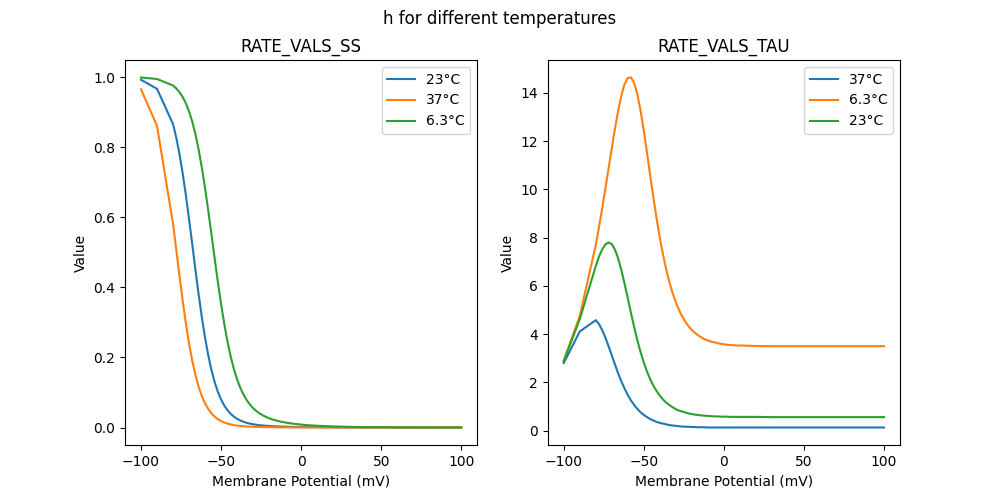 h for different temperatures
RATE_VALS_SS
1.0
0.8
0.6
0.4
0.2
0.0
Value
−100
−50
0
50
100
Membrane Potential (mV)
23°C
37°C
6.3°C
RATE_VALS_TAU
14
12
10
8
6
4
2
0
Value
−100
−50
0
50
100
Membrane Potential (mV)
37°C
6.3°C
23°C